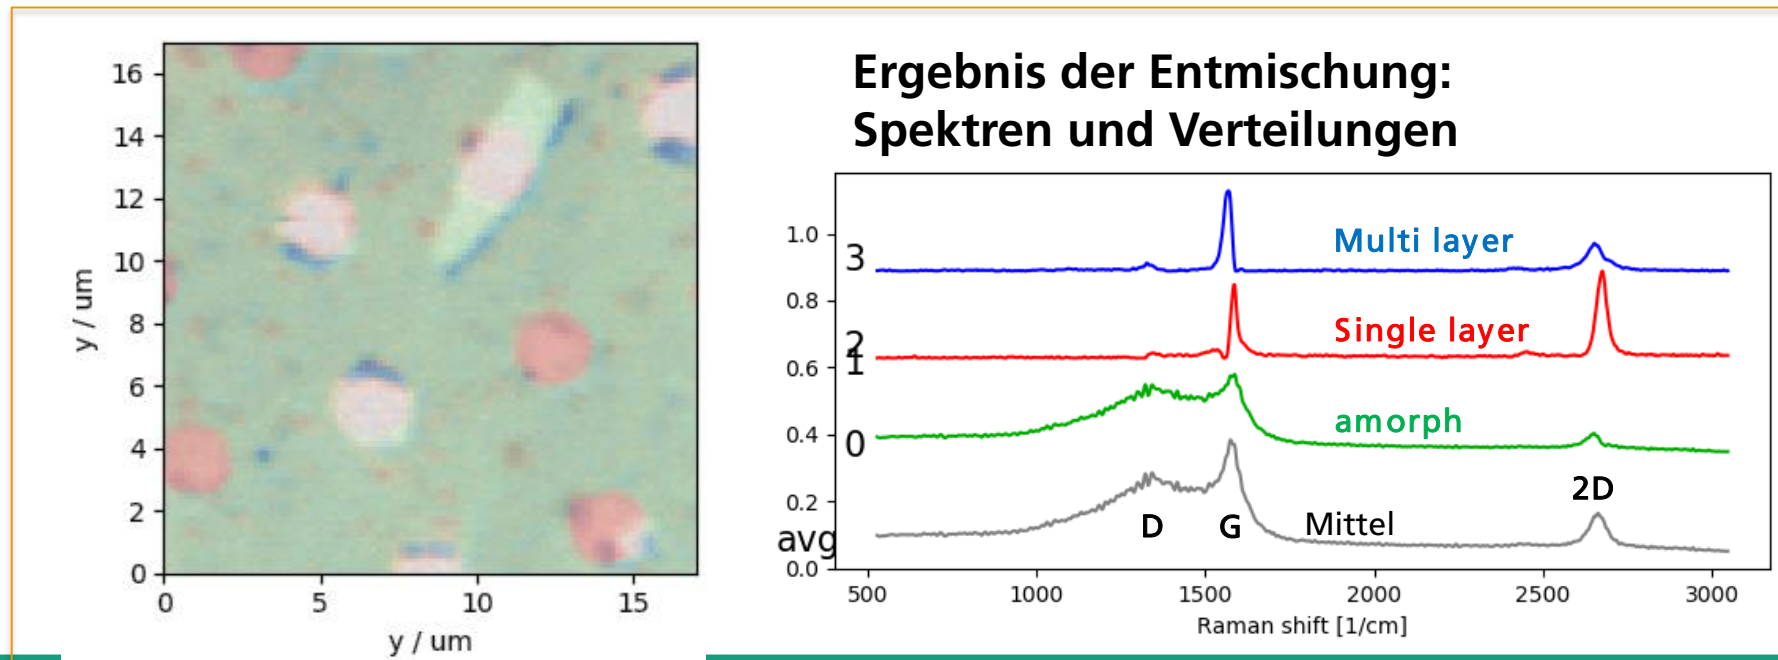 Ergebnis der Entmischung:
Spektren und Verteilungen
16
14
12
10
8
6
4
2
0
y / um
0
5
10
15
y / um
1.0
0.8
0.6
0.4
0.2
0.0
3
2
1
0
avg
Multi layer
Single layer
amorph
2D
D
G
Mittel
500
1000
1500
2000
2500
3000
Raman shift [1/cm]